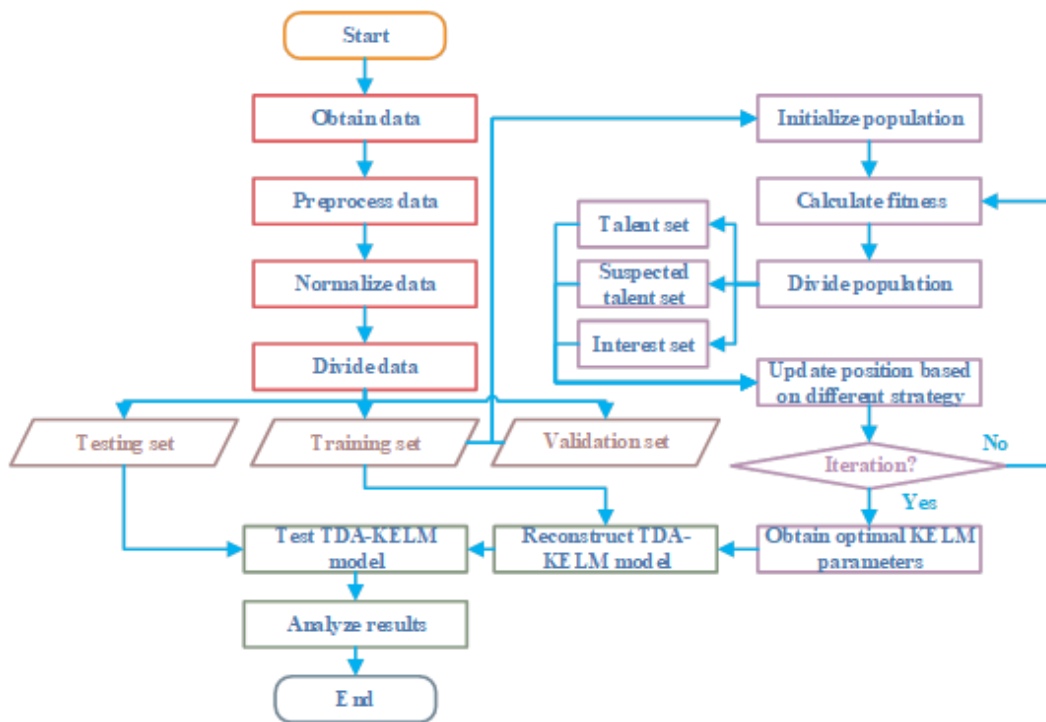 Start
Obtain data
Initialize population
Preprocess data
Calculate fitness
Talent set
Suspected
talent set
Normalize data
Divide population
Interest set
Divide data
Update position based
on different strategy
Testing set
Training set
Validation set
No
Iteration?
Yes
Test TDA-KELM
model
Reconstruct TDA-
KELM model
Obtain optimal KELM
parameters
Analyze results
End